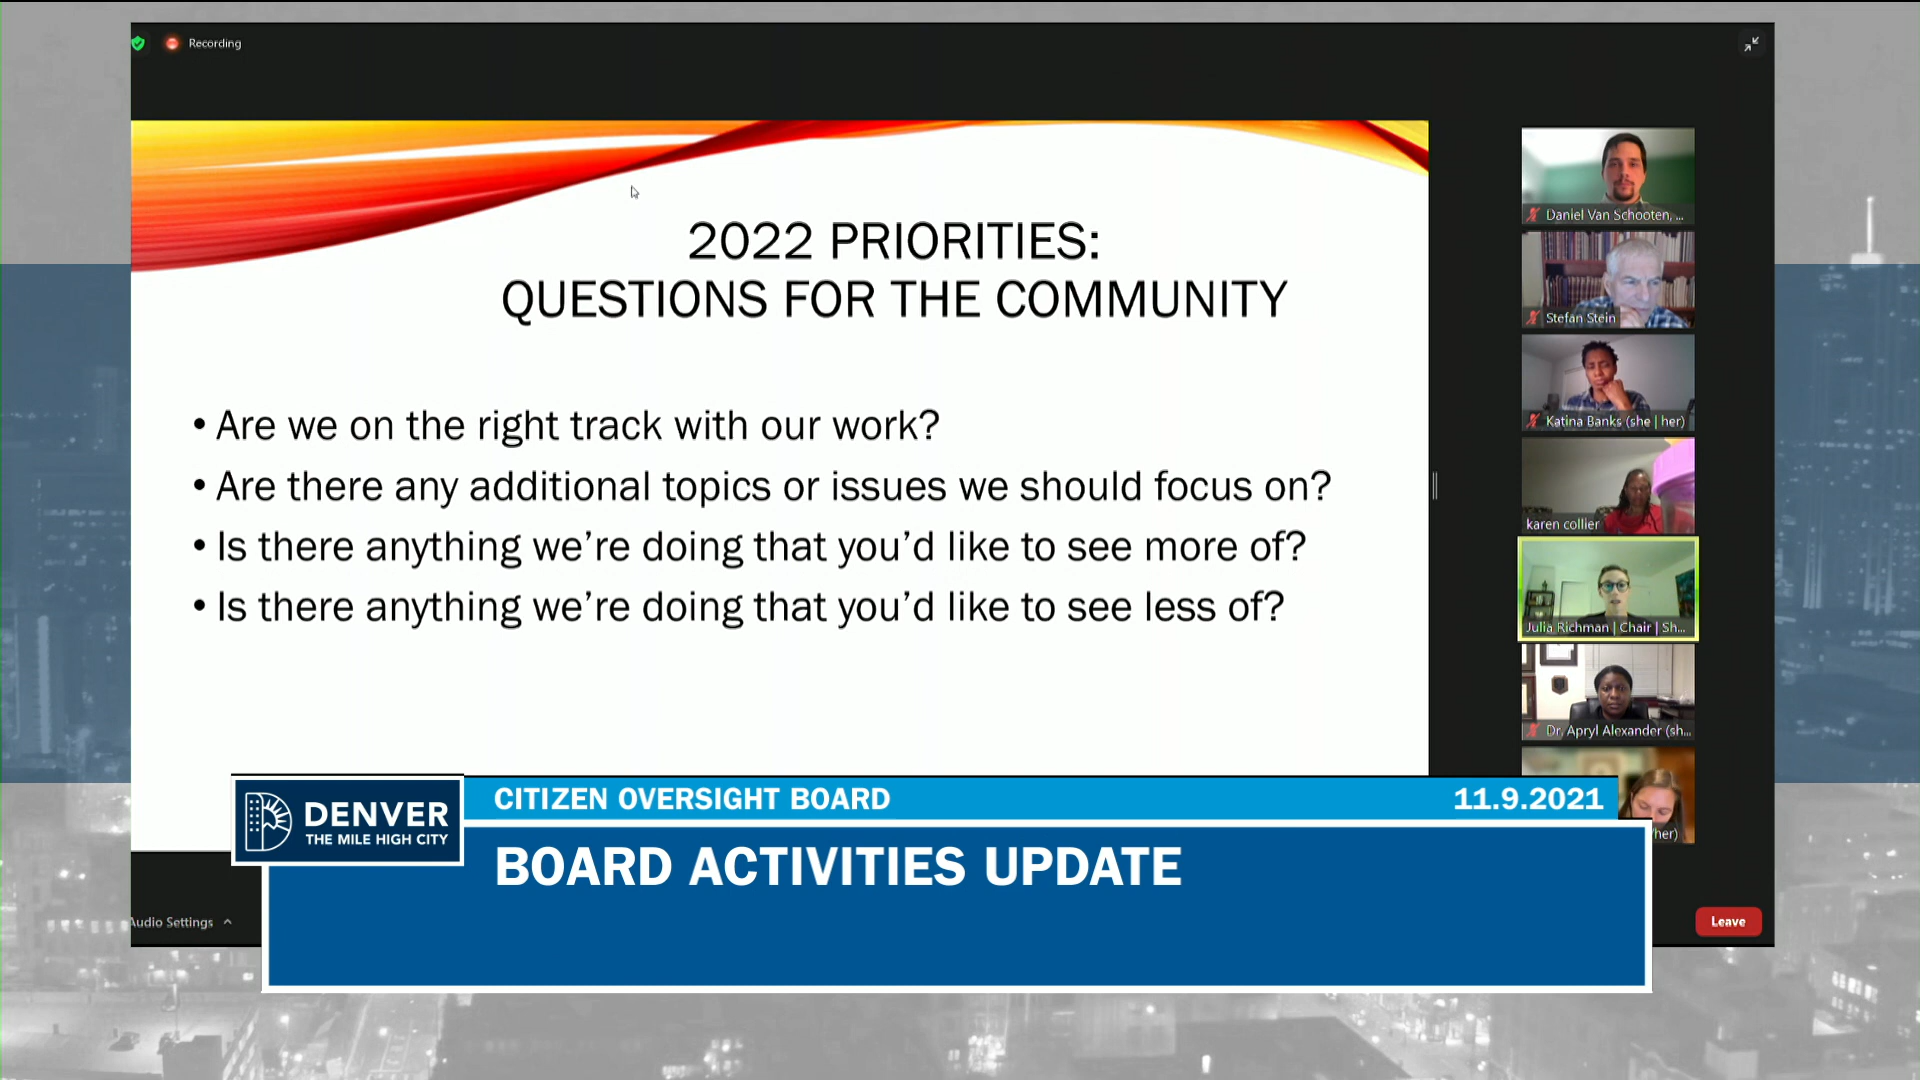 Recording
2022 PRIORITIES:
QUESTIONS FOR THE COMMUNITY
• Are we on the right track with our work?
• Are there any additional topics or issues we should focus on?
• Is there anything we're doing that you'd like to see more of?
• Is there anything we're doing that you'd like to see less of?
Daniel Van Schooten, ...
Stefan Stein
Katina Banks (she | her)
karen collier
Julia Richman | Chair | Sh...
Dr. Apryl Alexander (sh...
/her)
DENVER
THE MILE HIGH CITY
CITIZEN OVERSIGHT BOARD
11.9.2021
BOARD ACTIVITIES UPDATE
Audio Settings
Leave